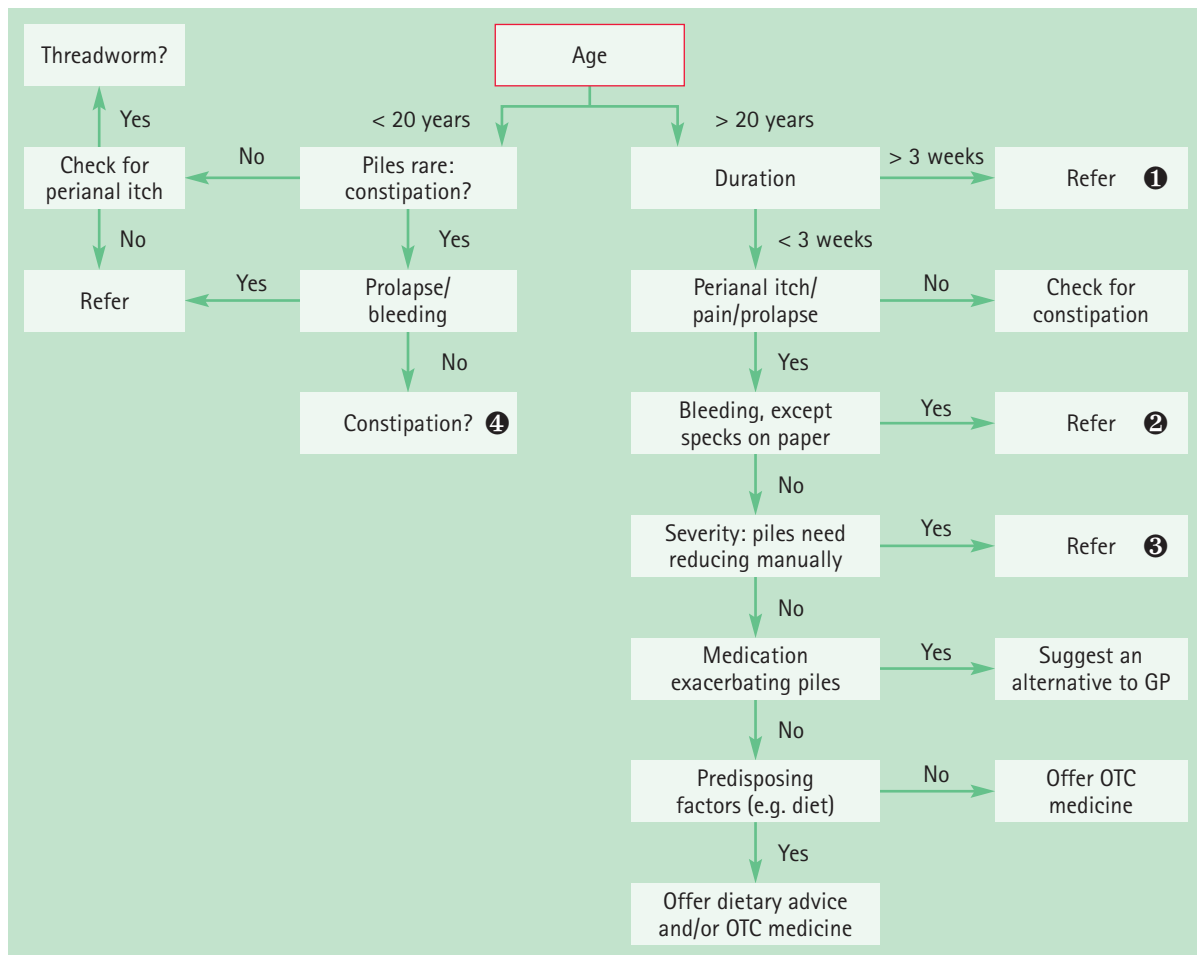 Threadworm?
Age
Yes
< 20 years
> 20 years
Check for
perianal itch
No
Piles rare:
constipation?
Duration
> 3 weeks
Refer ❶
No
Yes
< 3 weeks
Refer
Yes
Prolapse/
bleeding
Perianal itch/
pain/prolapse
No
Check for
constipation
No
Yes
Constipation? ❹
Bleeding, except
specks on paper
Yes
Refer ❷
No
Severity: piles need
reducing manually
Yes
Refer ❸
No
Medication
exacerbating piles
Yes
Suggest an
alternative to GP
No
Predisposing
factors (e.g. diet)
No
Offer OTC
medicine
Yes
Offer dietary advice
and/or OTC medicine